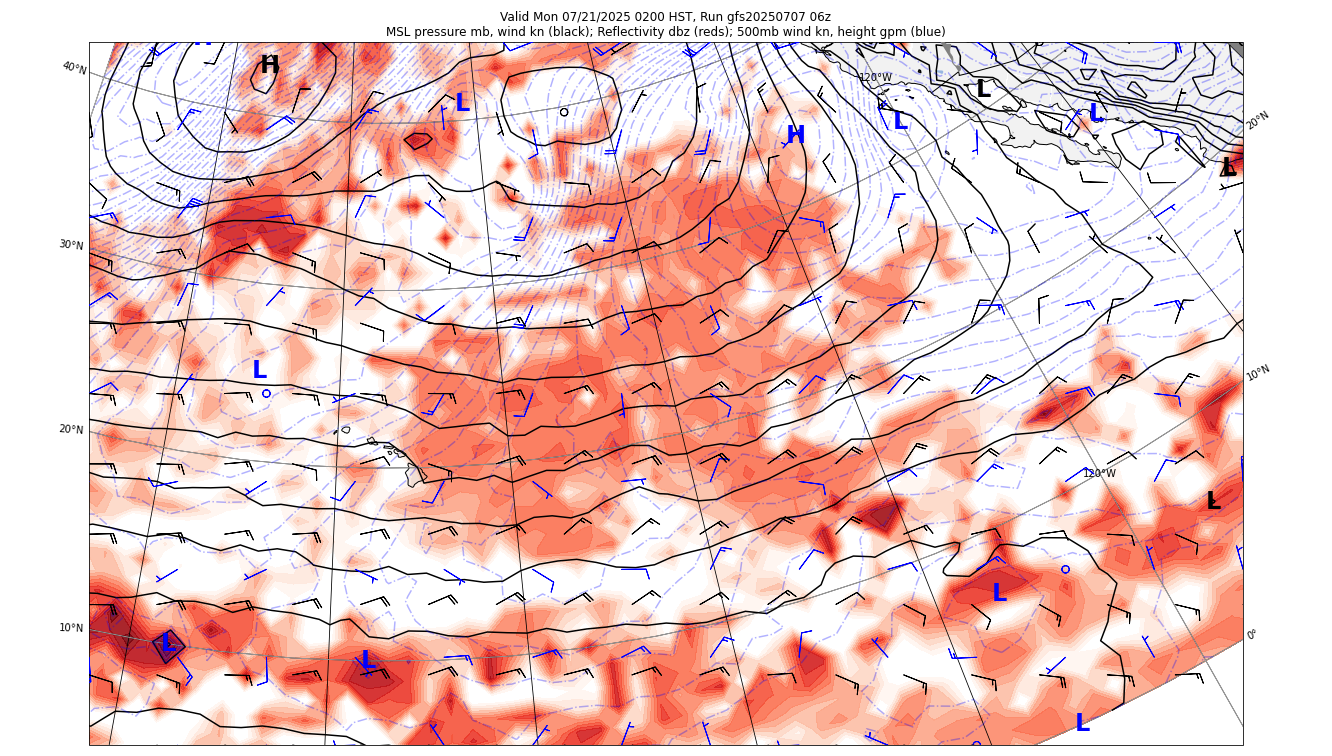 Valid Mon 07/21/2025 0200 HST, Run gfs20250707 06z
MSL pressure mb, wind kn (black); Reflectivity dbz (reds); 500mb wind kn, height gpm (blue)
H
40°N
H
120°W
L
L
L
L
20°N
H
L
30°N
L
10°N
20°N
120°W
L
L
10°N
L
0°
L
L